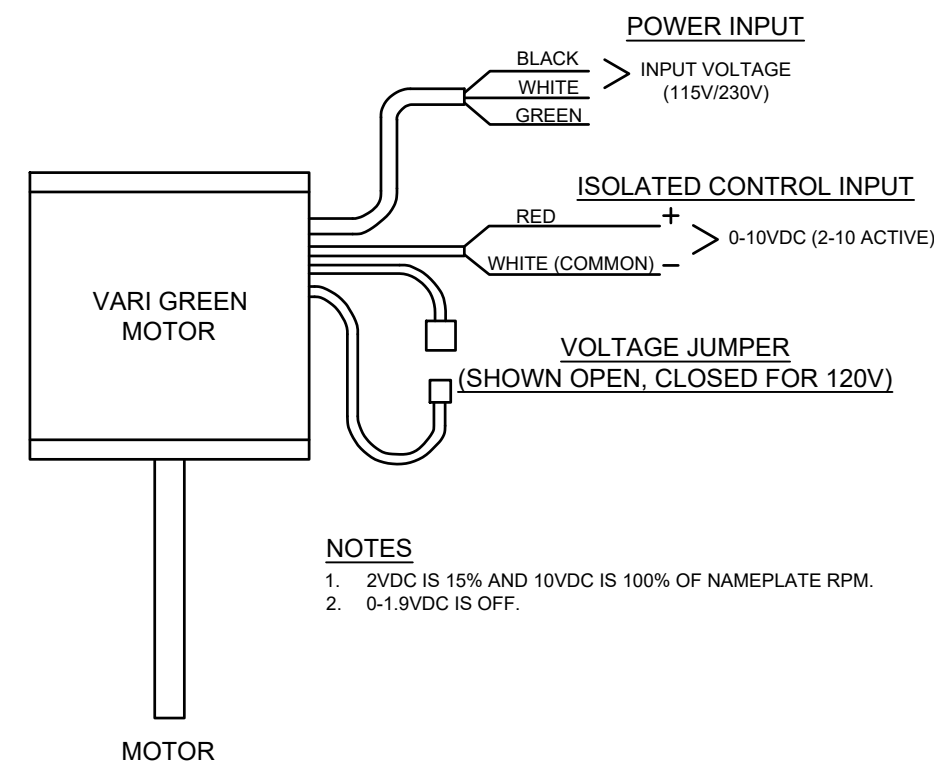 POWER INPUT
BLACK
WHITE
GREEN
INPUT VOLTAGE
(115V/230V)
ISOLATED CONTROL INPUT
RED
+
WHITE (COMMON)
–
0-10VDC (2-10 ACTIVE)
VARI GREEN
MOTOR
VOLTAGE JUMPER
(SHOWN OPEN, CLOSED FOR 120V)
NOTES
1. 2VDC IS 15% AND 10VDC IS 100% OF NAMEPLATE RPM.
2. 0-1.9VDC IS OFF.
MOTOR